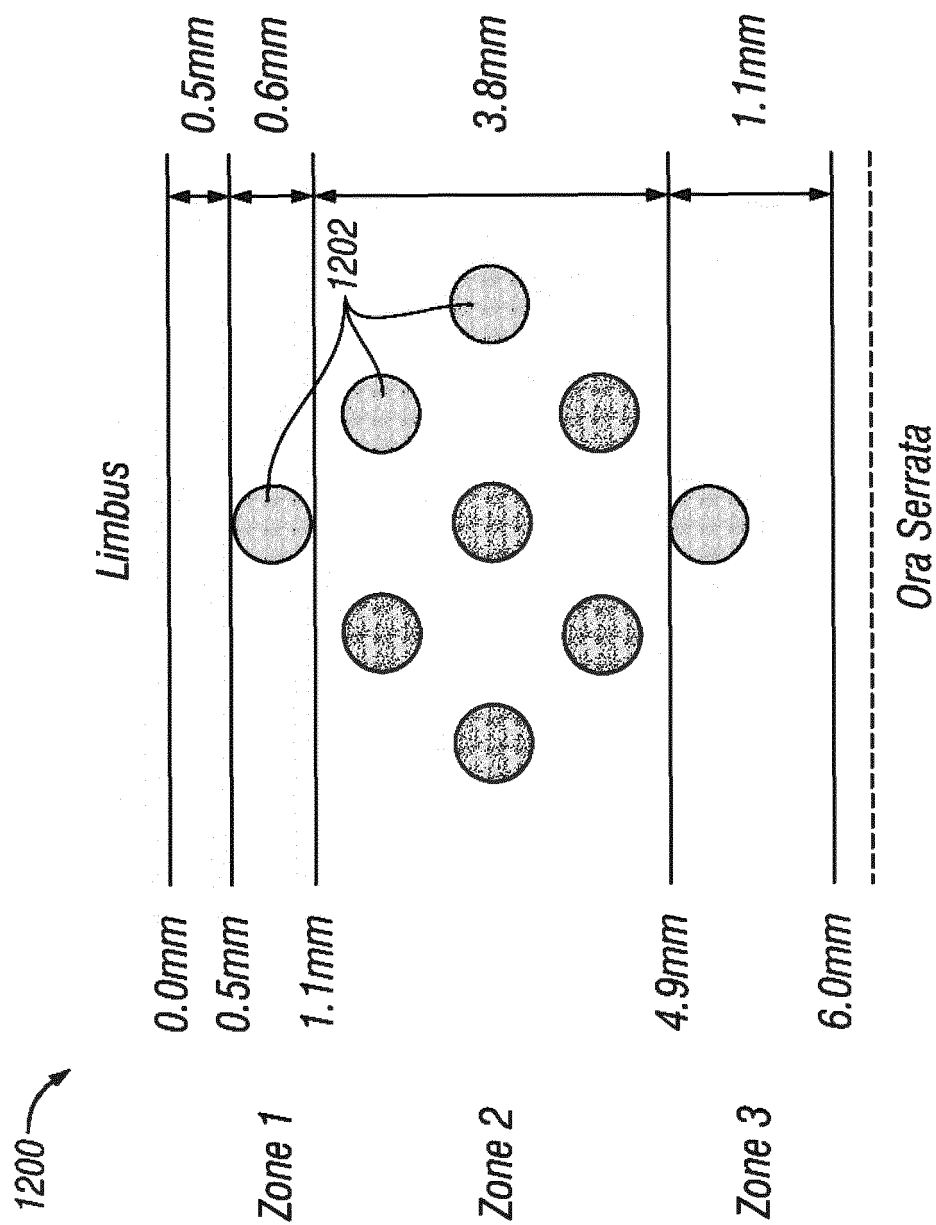 1200
Limbus
0.0mm
0.5mm
0.5mm
Zone 1
0.6mm
1.1mm
1202
Zone 2
3.8mm
4.9mm
Zone 3
1.1mm
6.0mm
Ora Serrata